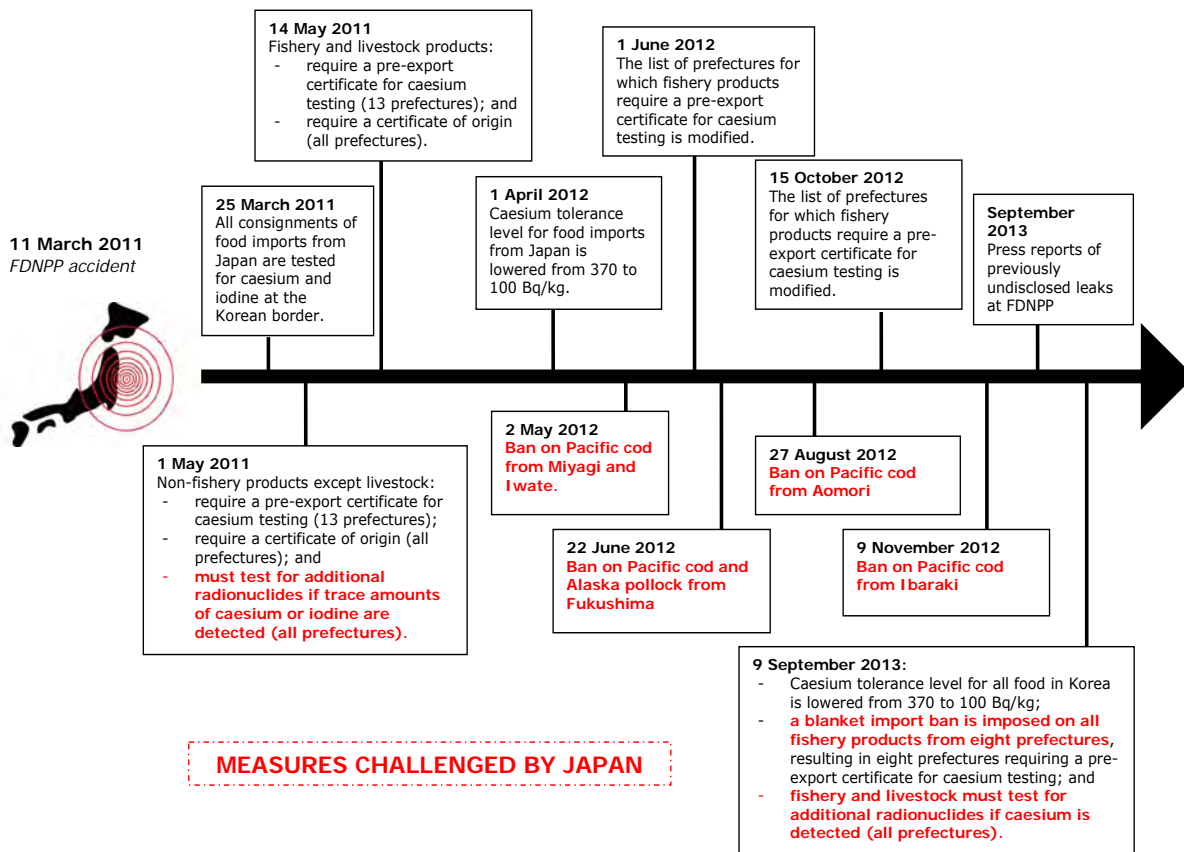 14 May 2011
Fishery and livestock products:
- require a pre-export
certificate for caesium
testing (13 prefectures); and
- require a certificate of origin
(all prefectures).
1 June 2012
The list of prefectures for
which fishery products
require a pre-export
certificate for caesium
testing is modified.
25 March 2011
All consignments of
food imports from
Japan are tested
for caesium and
iodine at the
Korean border.
1 April 2012
Caesium tolerance
level for food imports
from Japan is
lowered from 370 to
100 Bq/kg.
15 October 2012
The list of prefectures
for which fishery
products require a pre-
export certificate for
caesium testing is
modified.
September
2013
Press reports of
previously
undisclosed leaks
at FDNPP
11 March 2011
FDNPP accident
1 May 2011
Non-fishery products except livestock:
- require a pre-export certificate for
caesium testing (13 prefectures);
- require a certificate of origin (all
prefectures); and
- must test for additional
radionuclides if trace amounts
of caesium or iodine are
detected (all prefectures).
2 May 2012
Ban on Pacific cod
from Miyagi and
Iwate.
27 August 2012
Ban on Pacific cod
from Aomori
22 June 2012
Ban on Pacific cod and
Alaska pollock from
Fukushima
9 November 2012
Ban on Pacific cod
from Ibaraki
9 September 2013:
- Caesium tolerance level for all food in Korea
is lowered from 370 to 100 Bq/kg;
- a blanket import ban is imposed on all
fishery products from eight prefectures,
resulting in eight prefectures requiring a pre-
export certificate for caesium testing; and
- fishery and livestock must test for
additional radionuclides if caesium is
detected (all prefectures).
MEASURES CHALLENGED BY JAPAN